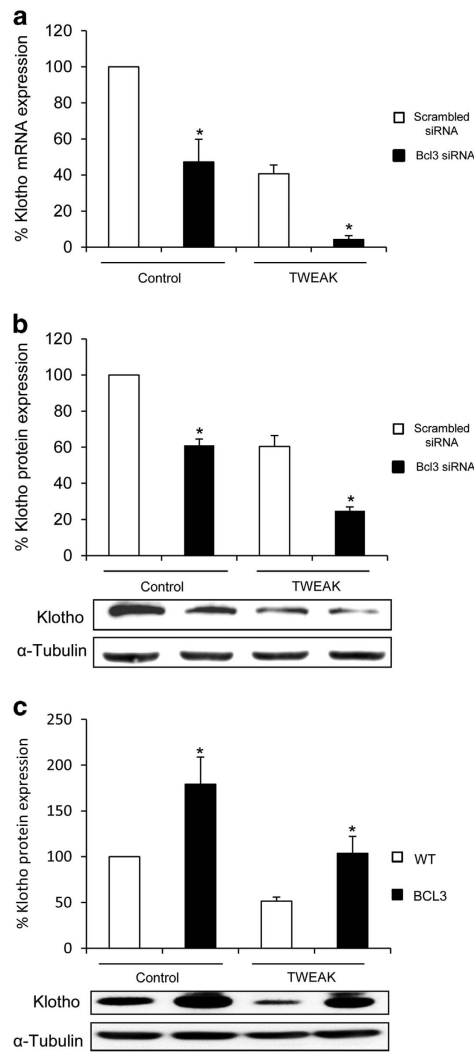 a
% Klotho mRNA expression
120
100
80
60
40
20
0
*
*
Control
TWEAK
Scrambled
siRNA
Bcl3 siRNA
b
% Klotho protein expression
120
100
80
60
40
20
0
*
*
Control
TWEAK
Scrambled
siRNA
Bcl3 siRNA
Klotho
α-Tubulin
c
% Klotho protein expression
250
200
150
100
50
0
*
*
Control
TWEAK
WT
BCL3
Klotho
α-Tubulin